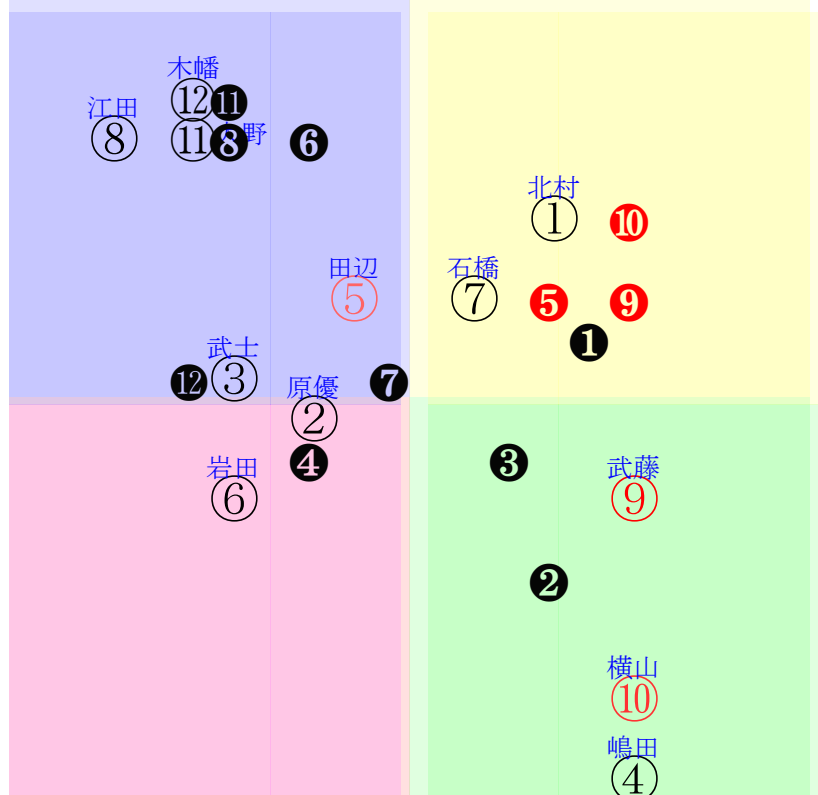 木幡
⑫ ⓫
江田
⑧ ⑪ ❽ 野 ❻
北村
① ❿
田辺 石橋
⑤ ⑦ ❺ ❾
❶
武士
⓬ ③ ❼
原優
②
岩田 ❹ ❸ 武藤
⑥ ⑨
❷
横山
⑩
嶋田
④